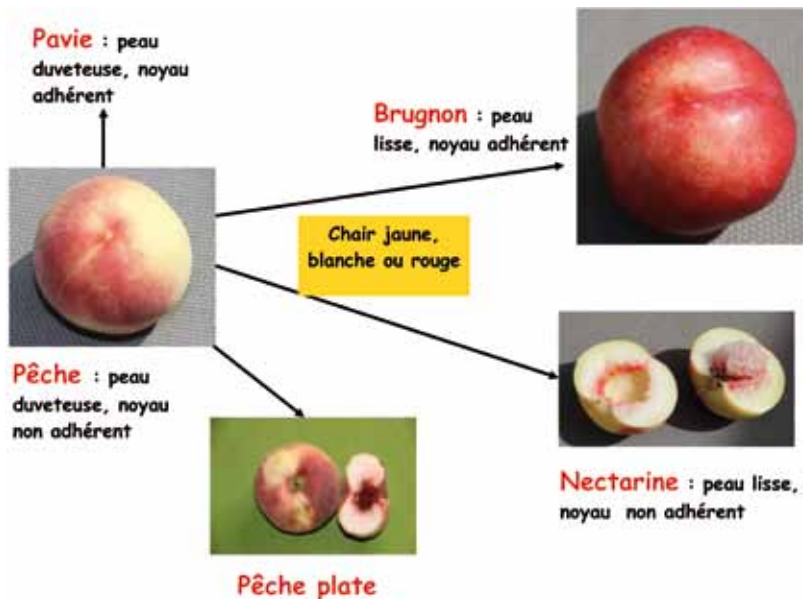 Pavie : peau
duveteuse, noyau
adhérent
Brugnon : peau
lisse, noyau adhérent
Chair jaune,
blanche ou rouge
Pêche : peau
duveteuse, noyau
non adhérent
Nectarine : peau lisse,
noyau non adhérent
Pêche plate